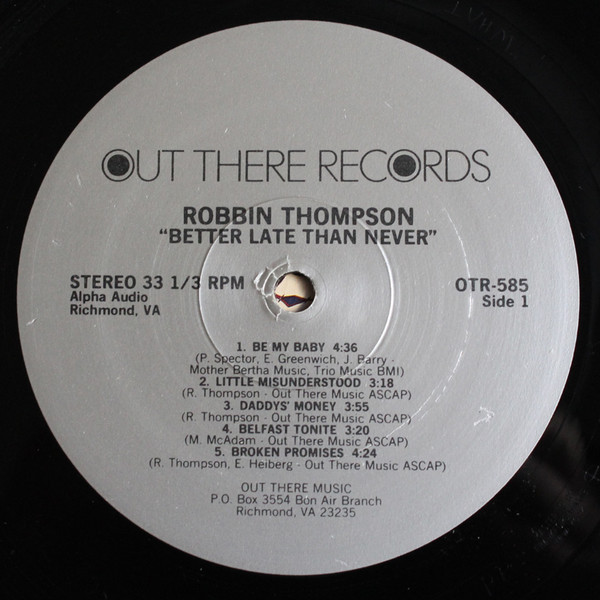 OUT THERE RECORDS
ROBBIN THOMPSON
"BETTER LATE THAN NEVER"
STEREO 33 1/3 RPM
Alpha Audio
Richmond, VA
OTR-585
Side 1
1. BE MY BABY 4:36
(P. Spector, E. Greenwich, J. Barry -
Mother Bertha Music, Trio Music BMI)
2. LITTLE MISUNDERSTOOD 3:18
(R. Thompson - Out There Music ASCAP)
3. DADDYS' MONEY 3:55
(R. Thompson - Out There Music ASCAP)
4. BELFAST TONITE 3:20
(M. McAdam - Out There Music ASCAP)
5. BROKEN PROMISES 4:24
(R. Thompson, E. Heiberg - Out There Music ASCAP)
OUT THERE MUSIC
P.O. Box 3554 Bon Air Branch
Richmond, VA 23235